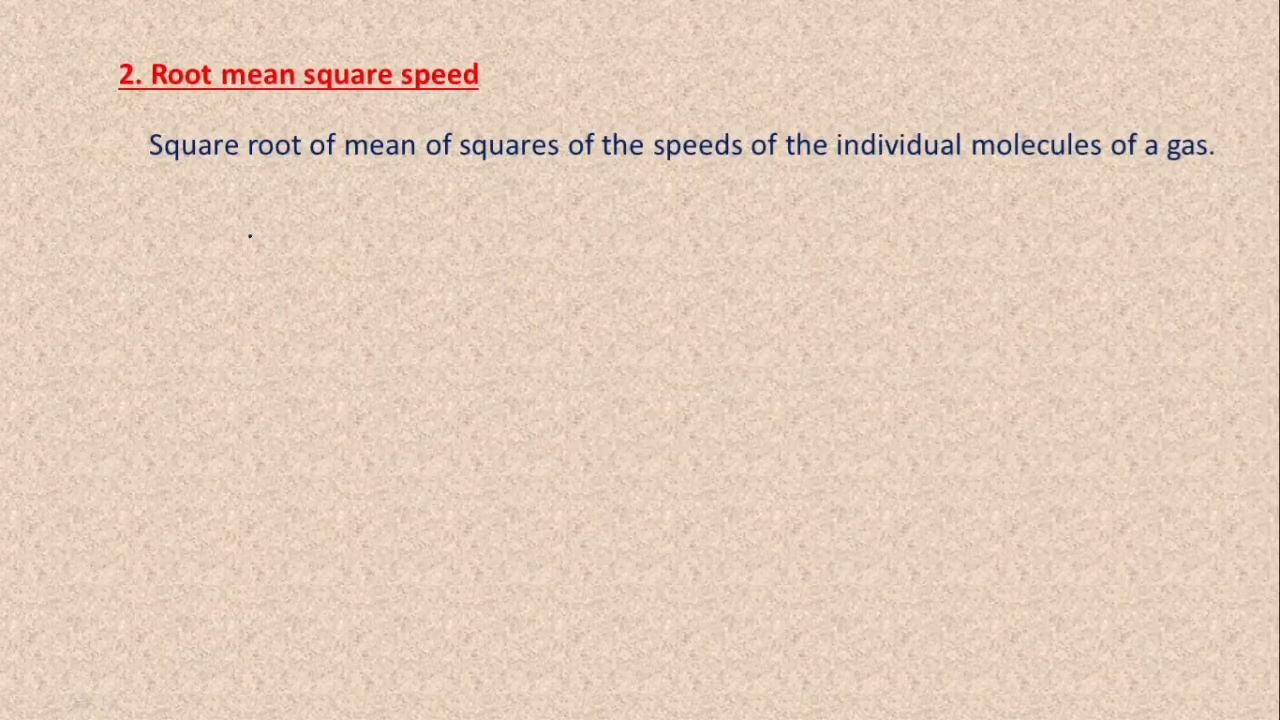 2. Root mean square speed
Square root of mean of squares of the speeds of the individual molecules of a gas.